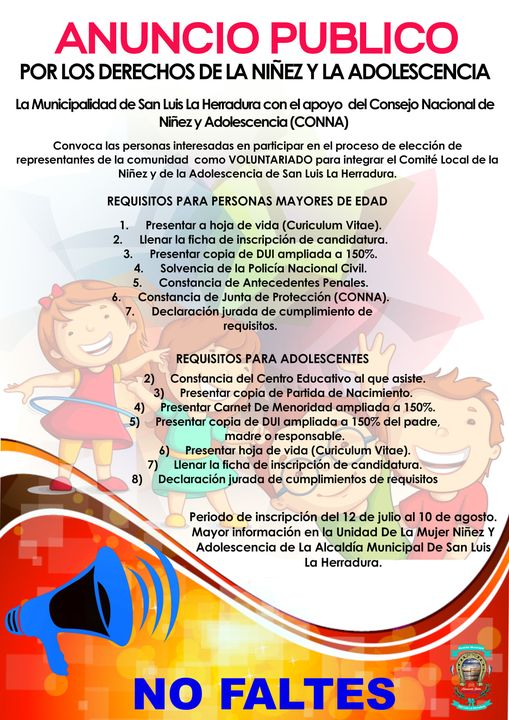 ANUNCIO PUBLICO
POR LOS DERECHOS DE LA NIÑEZ Y LA ADOLESCENCIA
La Municipalidad de San Luis La Herradura con el apoyo del Consejo Nacional de
Niñez y Adolescencia (CONNA)
Convoca las personas interesadas en participar en el proceso de elección de
representantes de la comunidad como VOLUNTARIADO para integrar el Comité Local de la
Niñez y de la Adolescencia de San Luis La Herradura.
REQUISITOS PARA PERSONAS MAYORES DE EDAD
1. Presentar a hoja de vida (Curiculum Vitae).
2. Llenar la ficha de inscripción de candidatura.
3. Presentar copia de DUI ampliada a 150%.
4. Solvencia de la Policía Nacional Civil.
5. Constancia de Antecedentes Penales.
6. Constancia de Junta de Protección (CONNA).
7. Declaración jurada de cumplimiento de
requisitos.
REQUISITOS PARA ADOLESCENTES
2) Constancia del Centro Educativo al que asiste.
3) Presentar copia de Partida de Nacimiento.
4) Presentar Carnet De Menoridad ampliada a 150%.
5) Presentar copia de DUI ampliada a 150% del padre,
madre o responsable.
6) Presentar hoja de vida (Curiculum Vitae).
7) Llenar la ficha de inscripción de candidatura.
8) Declaración jurada de cumplimientos de requisitos
Periodo de inscripción del 12 de julio al 10 de agosto.
Mayor información en la Unidad De La Mujer Niñez Y
Adolescencia de La Alcaldía Municipal De San Luis
La Herradura.
NO FALTES